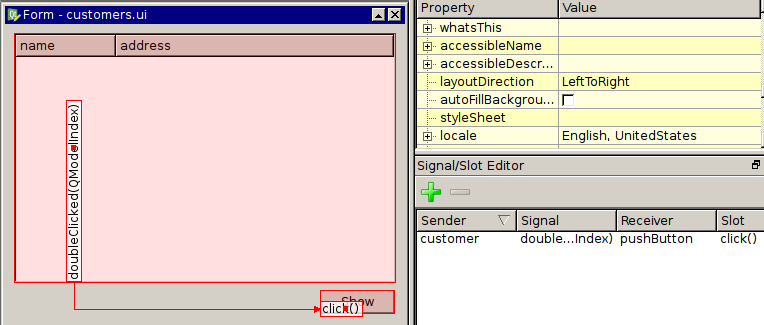 Form - customers.ui
name address
doubleClicked(QModelIndex)
Show
click()
Property Value
whatsThis
accessibleName
accessibleDescr...
layoutDirection LeftToRight
autoFillBackgrou...
styleSheet
locale English, UnitedStates
Signal/Slot Editor
Sender Signal Receiver Slot
customer double...Index) pushButton click()